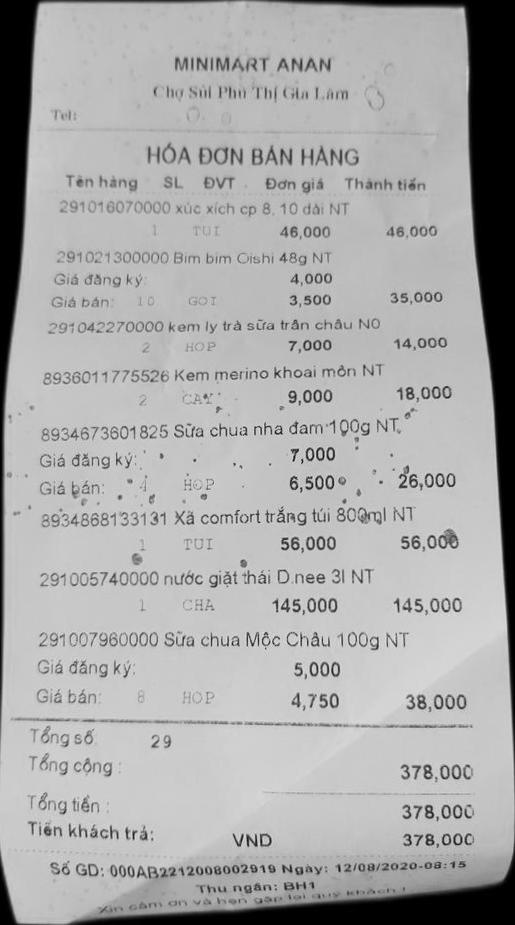 MINIMART ANAN
Chợ Sủi Phú Thị Gia Lâm
Tel:
HÓA ĐƠN BÁN HÀNG
Tên hàng SL ĐVT Đơn giá Thành tiền
291016070000 xúc xích cp 8, 10 dài NT
1 TUI 46,000 46,000
291021300000 Bim bim Oishi 48g NT
Giá đăng ký: 4,000
Giá bán: 10 GOI 3,500 35,000
291042270000 kem ly trà sữa trân châu N0
2 HOP 7,000 14,000
8936011775526 Kem merino khoai môn NT
2 CAY 9,000 18,000
8934673601825 Sữa chua nha đam 100g NT
Giá đăng ký: 7,000
Giá bán: 4 HOP 6,500 26,000
8934868133131 Xả comfort trắng túi 800ml NT
1 TUI 56,000 56,000
291005740000 nước giặt thái D.nee 3l NT
1 CHA 145,000 145,000
291007960000 Sữa chua Mộc Châu 100g NT
Giá đăng ký: 5,000
Giá bán: 8 HOP 4,750 38,000
Tổng số: 29
Tổng cộng : 378,000
Tổng tiền : 378,000
Tiền khách trả: VND 378,000
Số GD: 000AB2212008002919 Ngày: 12/08/2020-08:15
Thu ngân: BH1
Xin cảm ơn và hẹn gặp lại quý khách !